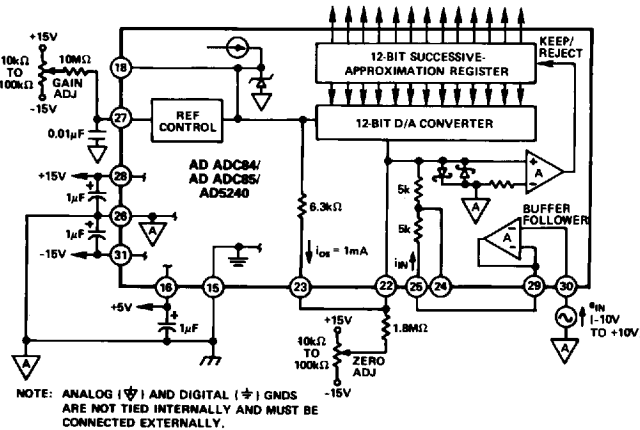 +15V
10kΩ
TO
100kΩ
-15V
10MΩ
GAIN
ADJ
0.01μF
18
27
REF
CONTROL
12-BIT SUCCESSIVE-
APPROXIMATION REGISTER
KEEP/
REJECT
12-BIT D/A CONVERTER
AD ADC84/
AD ADC85/
AD5240
+15V
28
+
1μF
26
A
+
1μF
-15V
31
6.3kΩ
iOS = 1mA
5k
5k
iIN
A
+
A
-
BUFFER
FOLLOWER
A
-
-
16
15
23
22
25
24
29
30
+5V
+
1μF
A
+15V
10kΩ
TO
100kΩ
-15V
1.8MΩ
ZERO
ADJ
eIN
(-10V
TO +10V
A
A
NOTE: ANALOG (A) AND DIGITAL (⏚) GNDS
ARE NOT TIED INTERNALLY AND MUST BE
CONNECTED EXTERNALLY.